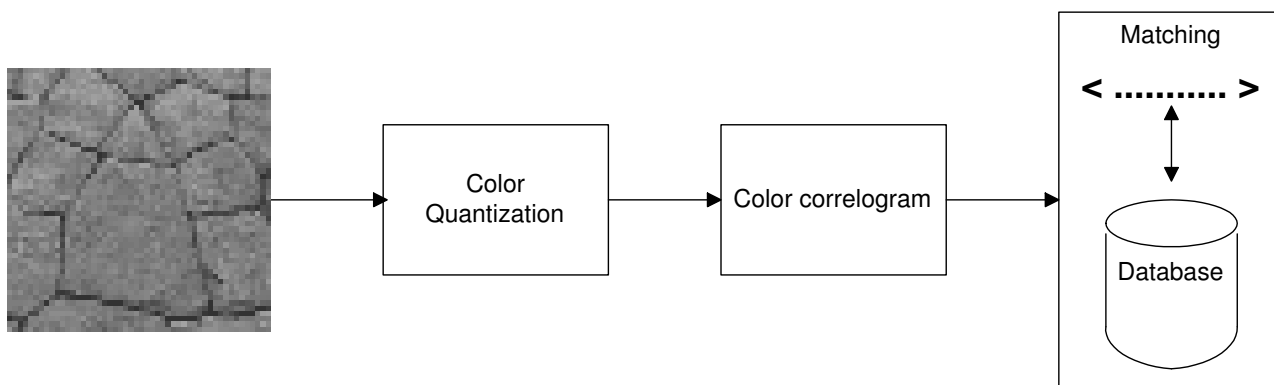 Matching
< ........... >
Color
Quantization
Color correlogram
Database